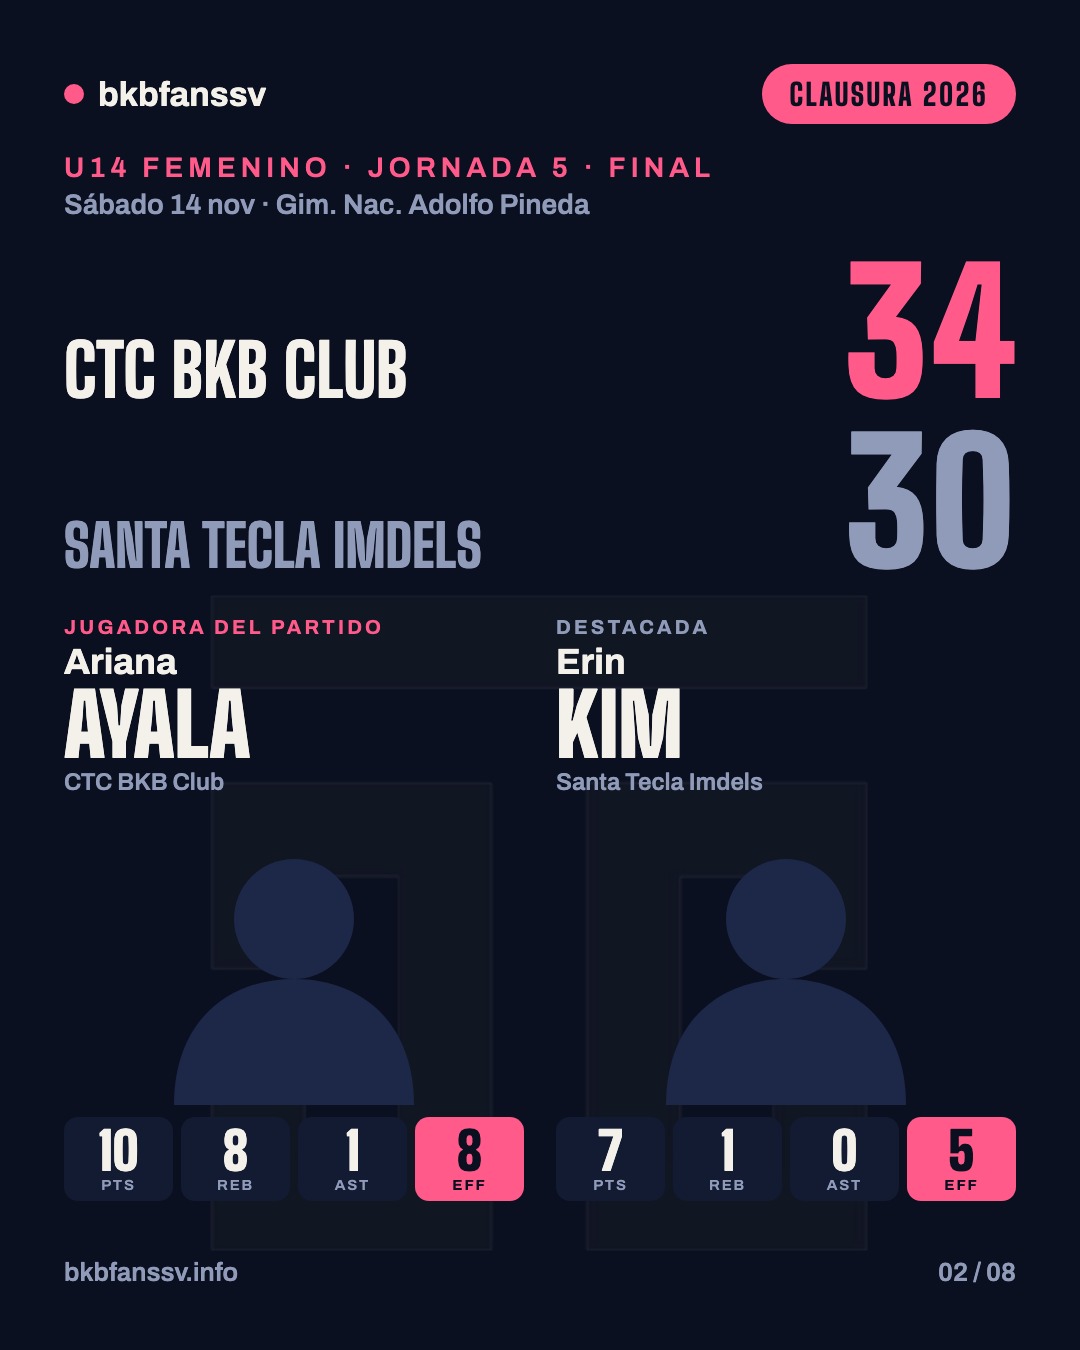 bkbfanssv
CLAUSURA 2026
U14 FEMENINO · JORNADA 5 · FINAL
Sábado 14 nov · Gim. Nac. Adolfo Pineda
CTC BKB CLUB
34
SANTA TECLA IMDELS
30
JUGADORA DEL PARTIDO
Ariana
AYALA
CTC BKB Club
DESTACADA
Erin
KIM
Santa Tecla Imdels
10 8 1 8
PTS REB AST EFF
7 1 0 5
PTS REB AST EFF
bkbfanssv.info
02 / 08